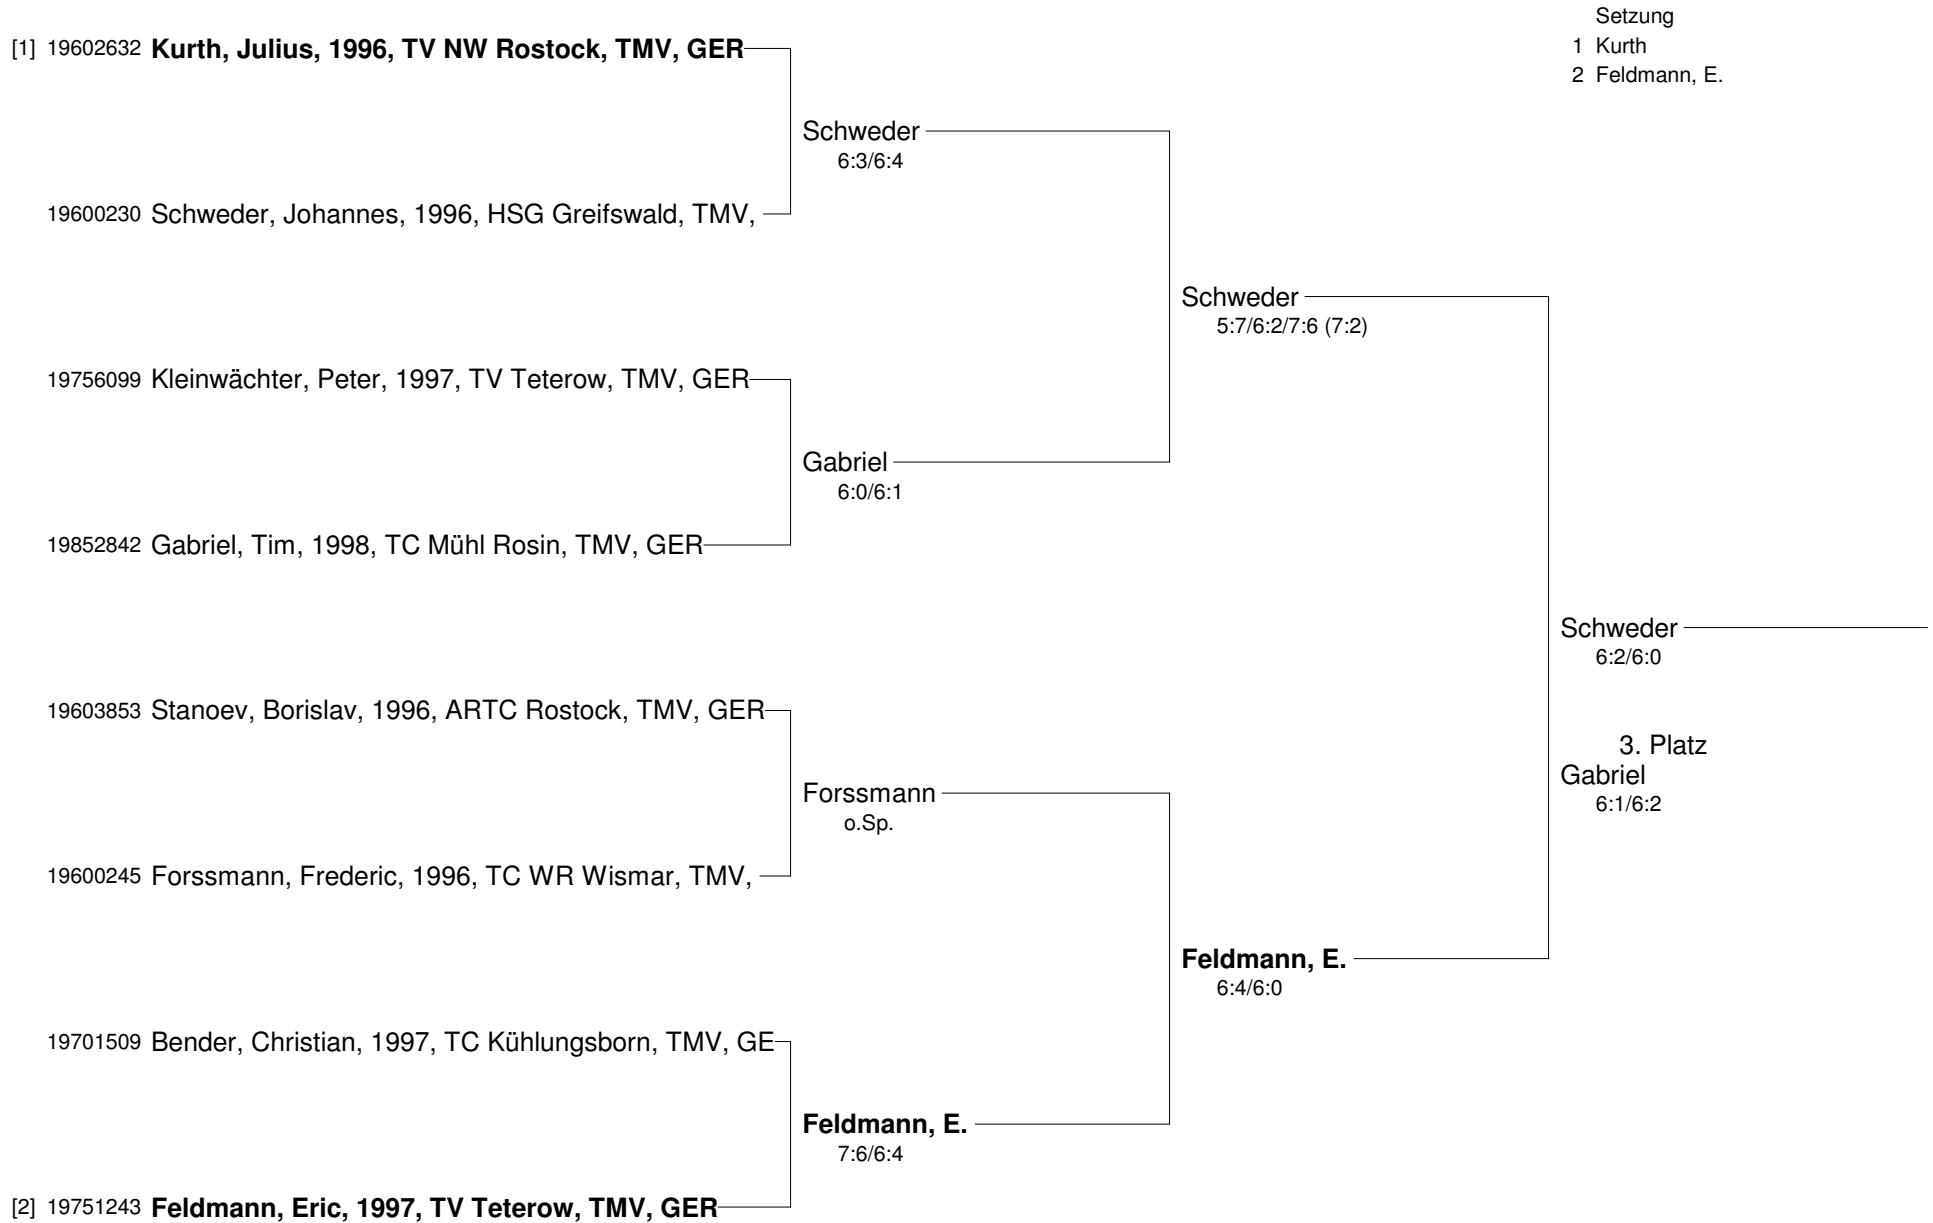 Setzung
1 Kurth
2 Feldmann, E.
[1] 19602632 Kurth, Julius, 1996, TV NW Rostock, TMV, GER
Schweder
6:3/6:4
19600230 Schweder, Johannes, 1996, HSG Greifswald, TMV,
Schweder
5:7/6:2/7:6 (7:2)
19756099 Kleinwächter, Peter, 1997, TV Teterow, TMV, GER
Gabriel
6:0/6:1
19852842 Gabriel, Tim, 1998, TC Mühl Rosin, TMV, GER
Schweder
6:2/6:0
19603853 Stanoev, Borislav, 1996, ARTC Rostock, TMV, GER
3. Platz
Gabriel
6:1/6:2
Forssmann
o.Sp.
19600245 Forssmann, Frederic, 1996, TC WR Wismar, TMV,
Feldmann, E.
6:4/6:0
19701509 Bender, Christian, 1997, TC Kühlungsborn, TMV, GE
Feldmann, E.
7:6/6:4
[2] 19751243 Feldmann, Eric, 1997, TV Teterow, TMV, GER